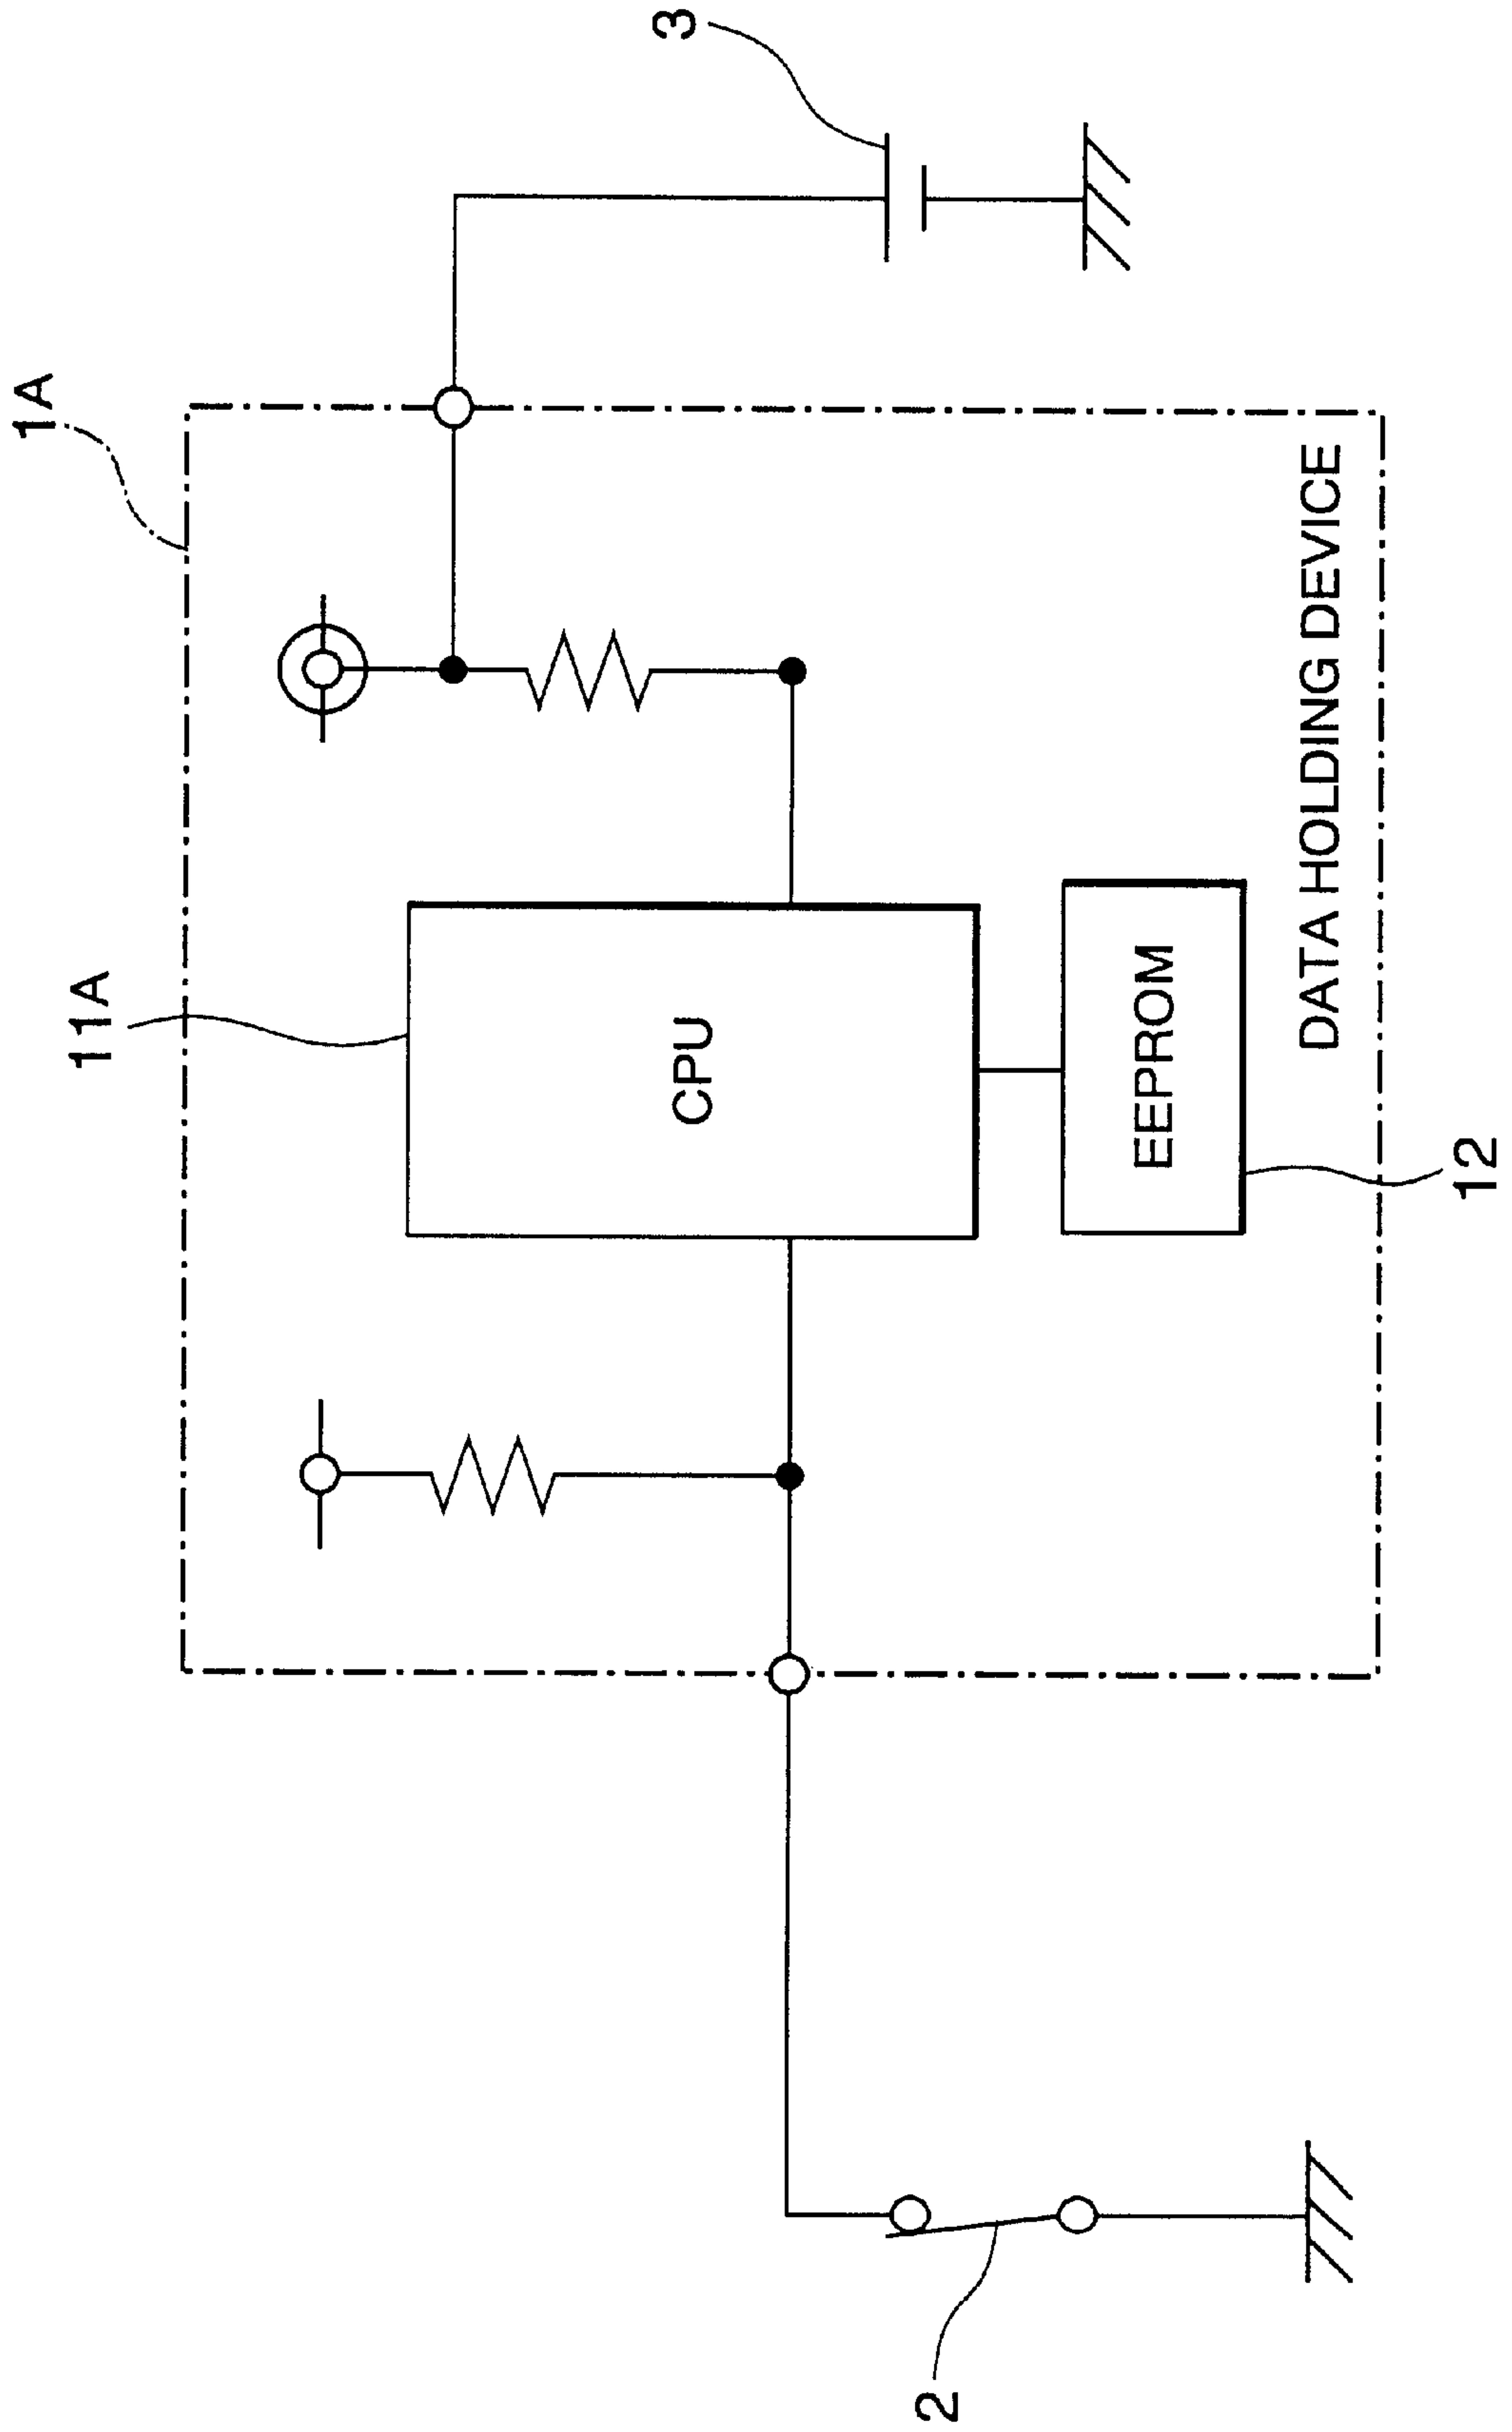 1A
11A
3
CPU
EEPROM
DATA HOLDING DEVICE
2
12